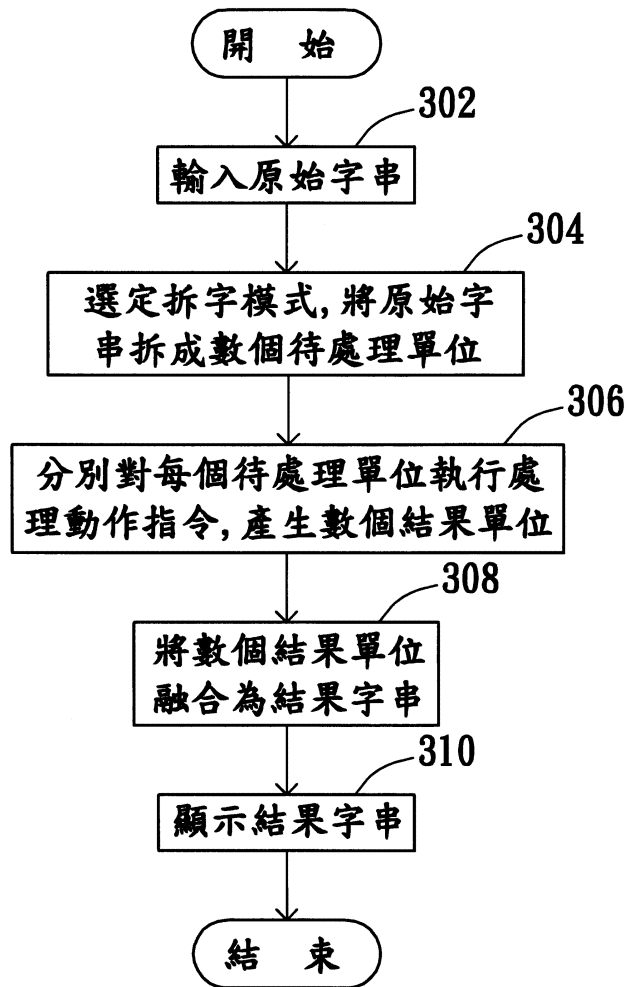 開 始
302
輸入原始字串
304
選定拆字模式,將原始字
串拆成數個待處理單位
306
分別對每個待處理單位執行處
理動作指令,產生數個結果單位
308
將數個結果單位
融合為結果字串
310
顯示結果字串
結 束